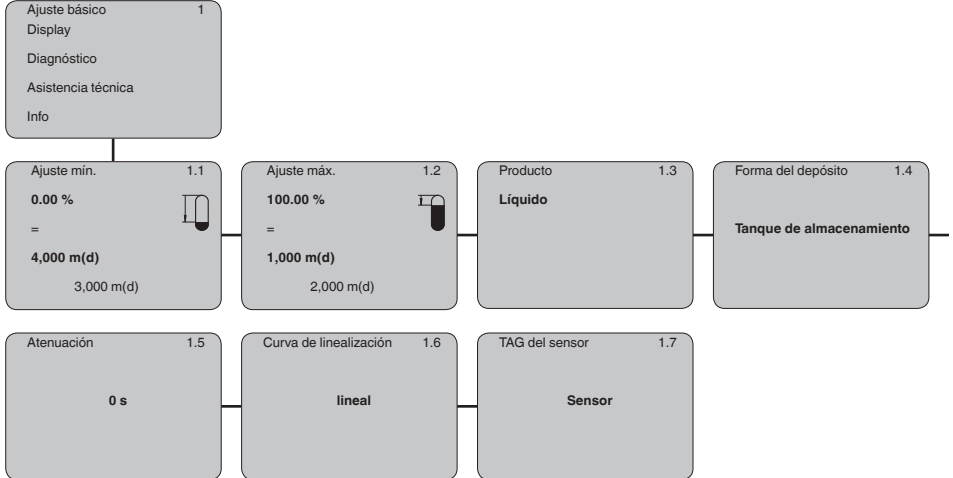 Ajuste básico 1
Display
Diagnóstico
Asistencia técnica
Info
Ajuste mín. 1.1
0.00 %
=
4,000 m(d)
3,000 m(d)
Ajuste máx. 1.2
100.00 %
=
1,000 m(d)
2,000 m(d)
Producto 1.3
Líquido
Forma del depósito 1.4
Tanque de almacenamiento
Atenuación 1.5
0 s
Curva de linealización 1.6
lineal
TAG del sensor 1.7
Sensor